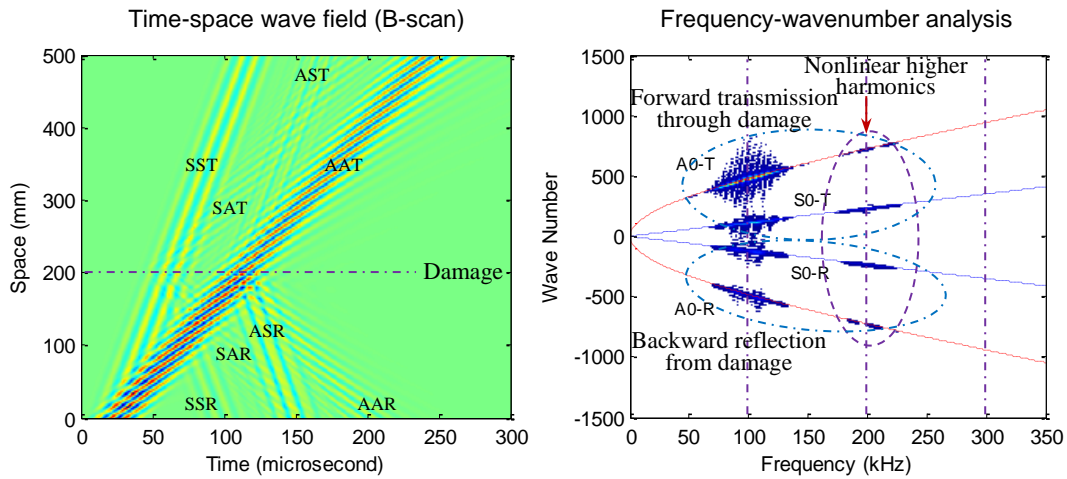 Time-space wave field (B-scan)
500
400
300
200
100
0
Space (mm)
AST
SST
AAT
SAT
Damage
ASR
SAR
SSR
AAR
0
50
100
150
200
250
300
Time (microsecond)
Frequency-wavenumber analysis
1500
1000
500
0
-500
-1000
-1500
Wave Number
Nonlinear higher
harmonics
Forward transmission
through damage
A0-T
S0-T
S0-R
A0-R
Backward reflection
from damage
0
50
100
150
200
250
300
350
Frequency (kHz)